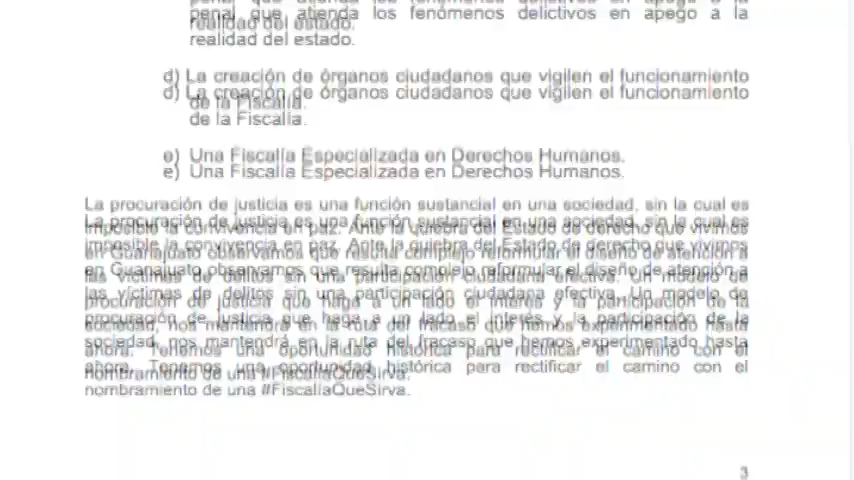 penal que atienda los fenómenos delictivos en apego a la
realidad del estado.
d) La creación de órganos ciudadanos que vigilen el funcionamiento
de la Fiscalía.
e) Una Fiscalía Especializada en Derechos Humanos.
La procuración de justicia es una función sustancial en una sociedad, sin la cual es
imposible la convivencia en paz. Ante la quiebra del Estado de derecho que vivimos
en Guanajuato observamos que resulta complejo reformular el diseño de atención a
las víctimas de delitos sin una participación ciudadana efectiva. Un modelo de
procuración de justicia que haga a un lado el interés y la participación de la
sociedad, nos mantendrá en la ruta del fracaso que hemos experimentado hasta
ahora. Tenemos una oportunidad histórica para rectificar el camino con el
nombramiento de una #FiscalíaQueSirva.
3